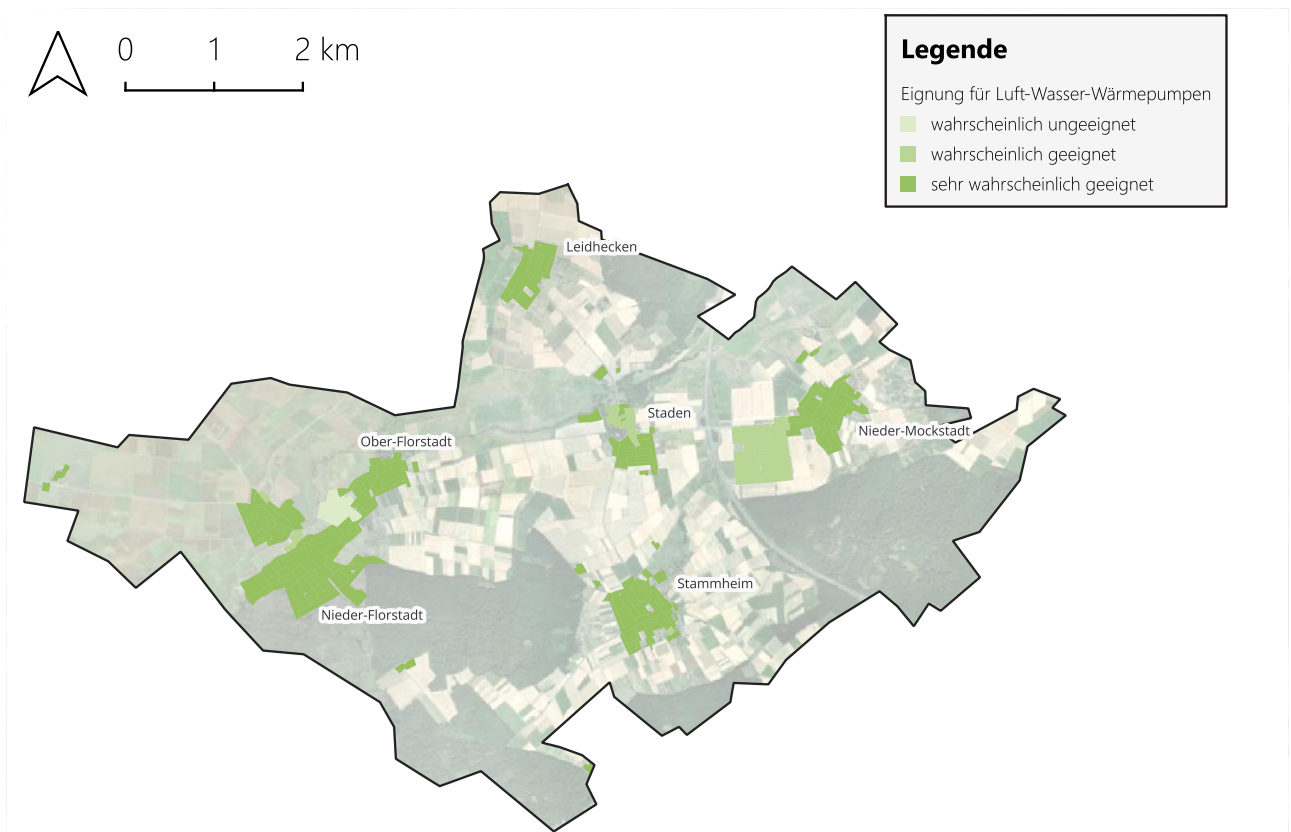 0 1 2 km
Legende
Eignung für Luft-Wasser-Wärmepumpen
wahrscheinlich ungeeignet
wahrscheinlich geeignet
sehr wahrscheinlich geeignet
Leidhecken
Staden
Nieder-Mockstadt
Ober-Florstadt
Stammheim
Nieder-Florstadt